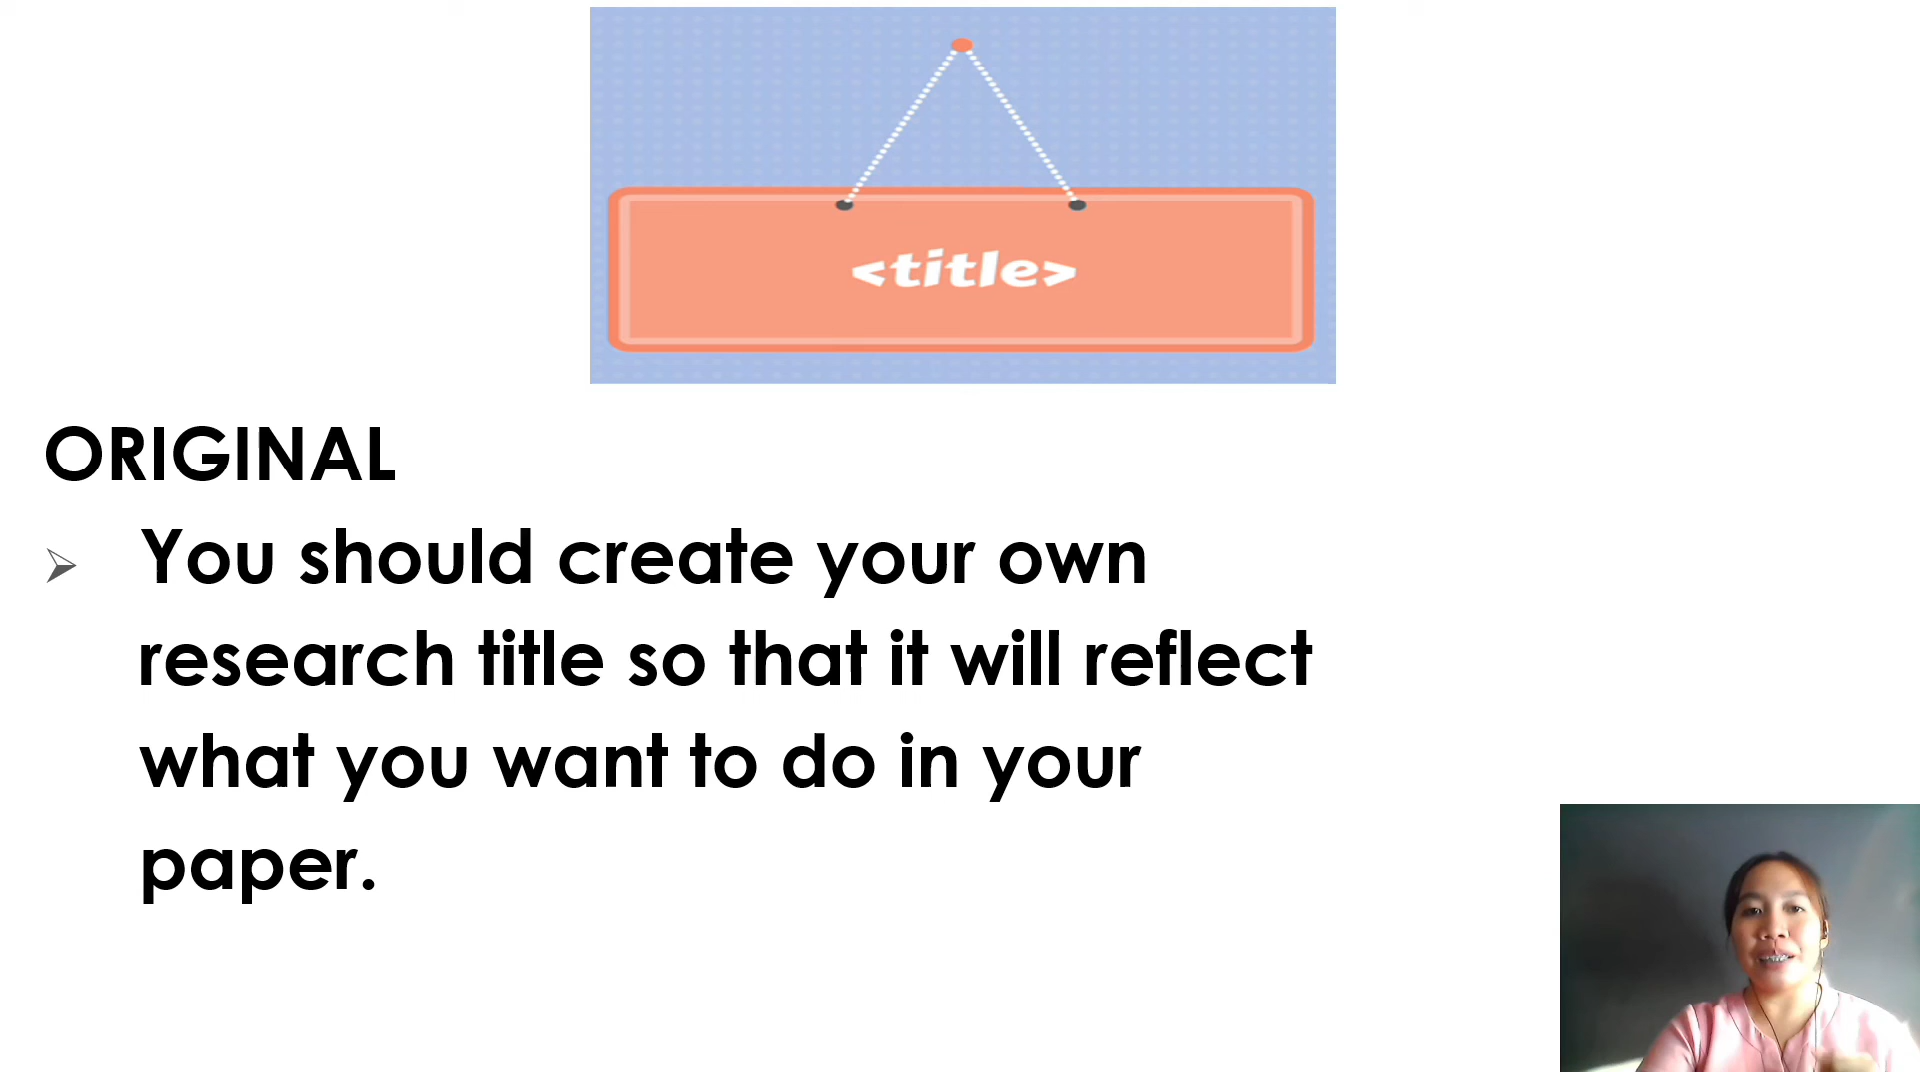 <title>
ORIGINAL
You should create your own
research title so that it will reflect
what you want to do in your
paper.